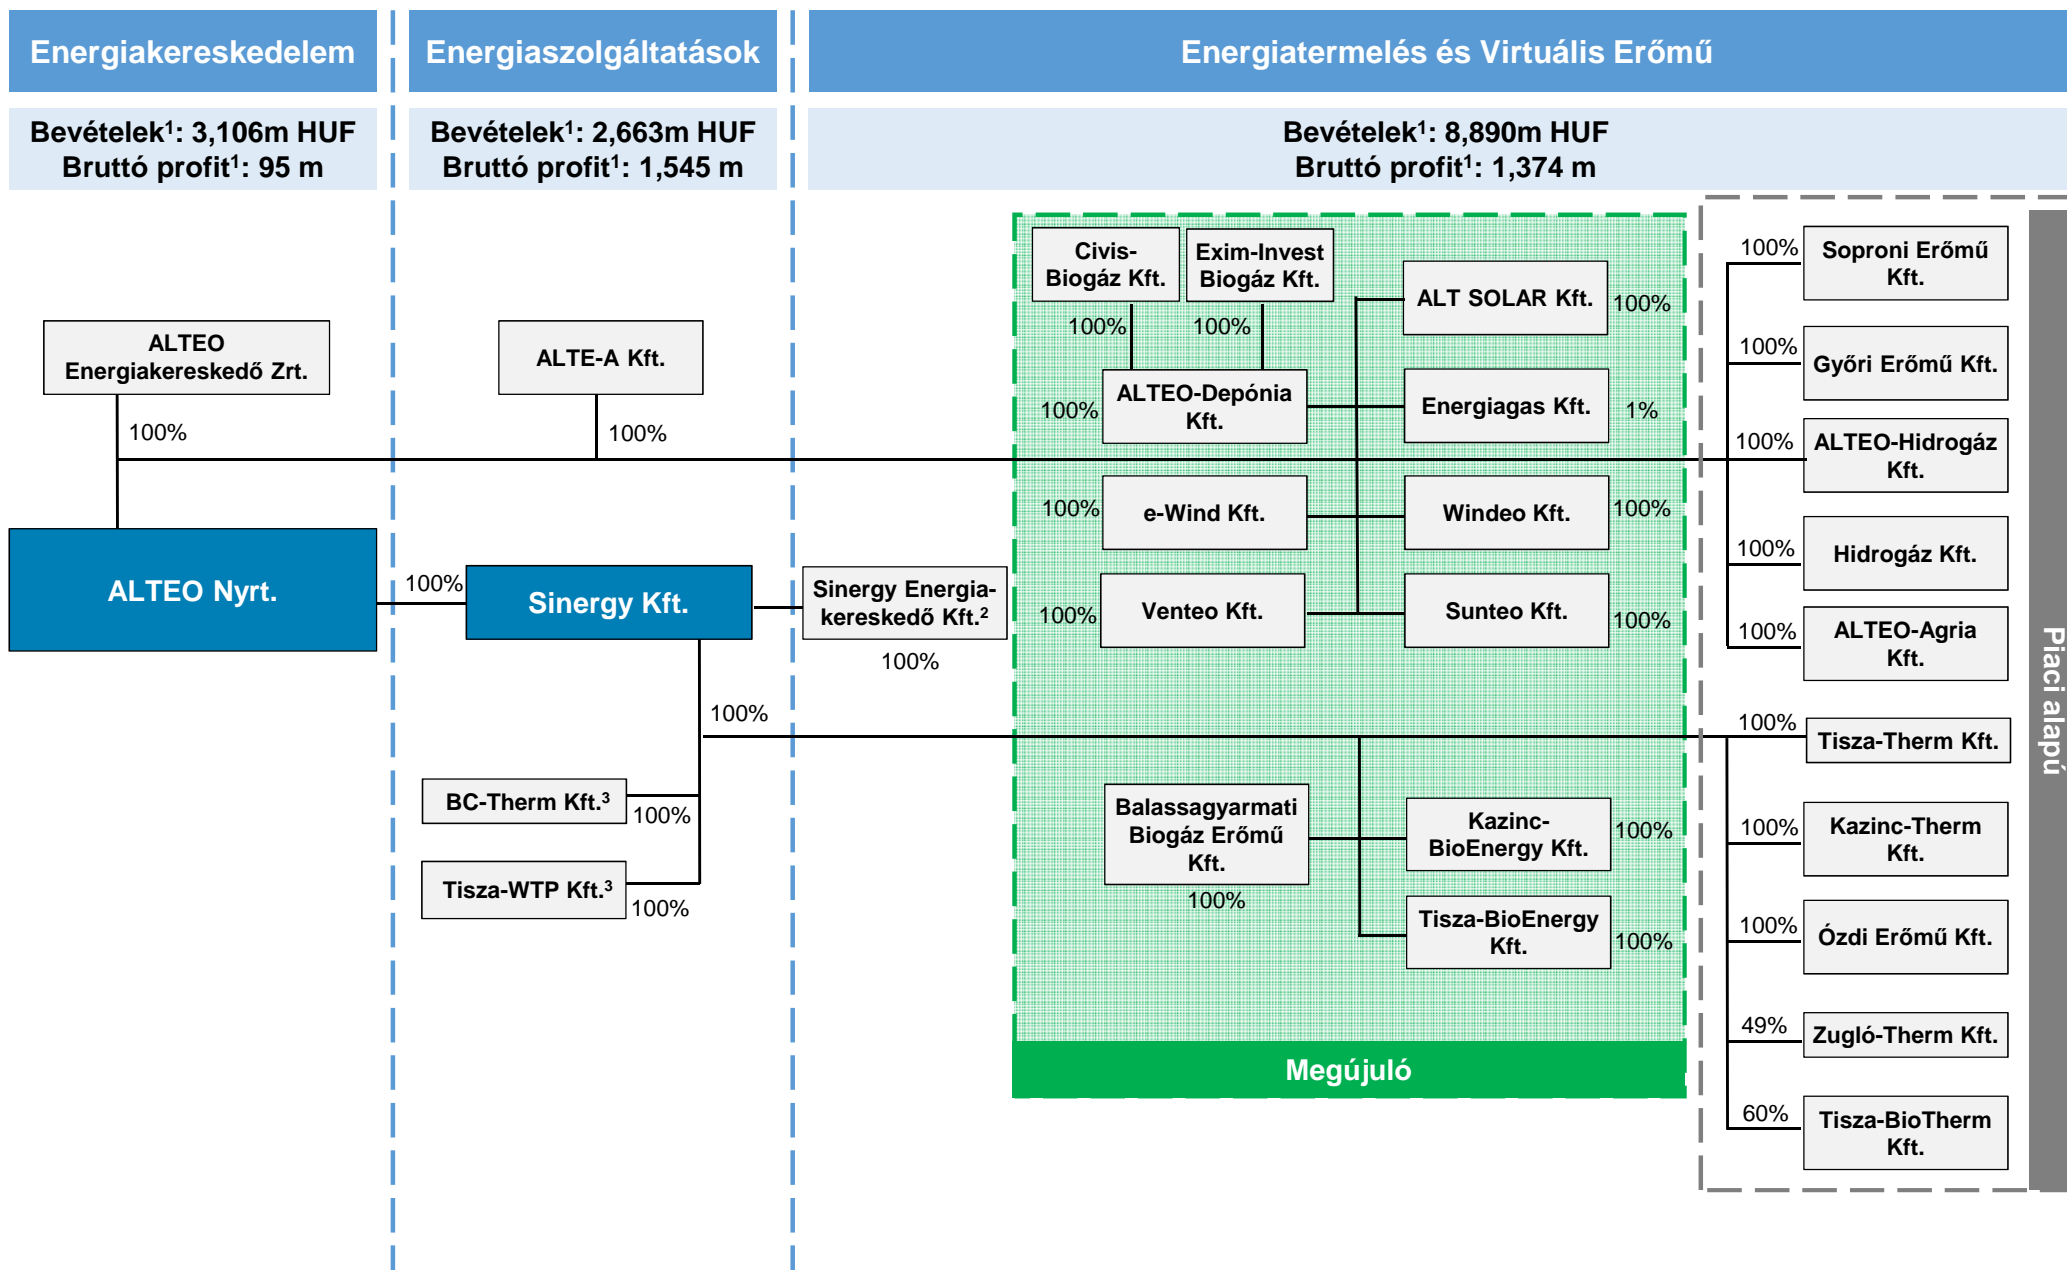 Energiakereskedelem
Energiaszolgáltatások
Energiatermelés és Virtuális Erőmű
Bevételek¹: 3,106m HUF
Bruttó profit¹: 95 m
Bevételek¹: 2,663m HUF
Bruttó profit¹: 1,545 m
Bevételek¹: 8,890m HUF
Bruttó profit¹: 1,374 m
ALTEO
Energiakereskedő Zrt.
100%
ALTEO Nyrt.
100%
ALTE-A Kft.
100%
Sinergy Kft.
100%
BC-Therm Kft.³
100%
Tisza-WTP Kft.³
100%
Sinergy Energia-
kereskedő Kft.²
100%
Civis-
Biogáz Kft.
100%
Exim-Invest
Biogáz Kft.
100%
ALT SOLAR Kft.
100%
100%
ALTEO-Depónia
Kft.
Energiagas Kft.
1%
100%
e-Wind Kft.
Windeo Kft.
100%
100%
Venteo Kft.
Sunteo Kft.
100%
Balassagyarmati
Biogáz Erőmű
Kft.
100%
Kazinc-
BioEnergy Kft.
100%
Tisza-BioEnergy
Kft.
100%
Megújuló
100%
Soproni Erőmű
Kft.
100%
Győri Erőmű Kft.
100%
ALTEO-Hidrogáz
Kft.
100%
Hidrogáz Kft.
100%
ALTEO-Agria
Kft.
100%
Tisza-Therm Kft.
100%
Kazinc-Therm
Kft.
100%
Ózdi Erőmű Kft.
49%
Zugló-Therm Kft.
60%
Tisza-BioTherm
Kft.
Piaci alapú